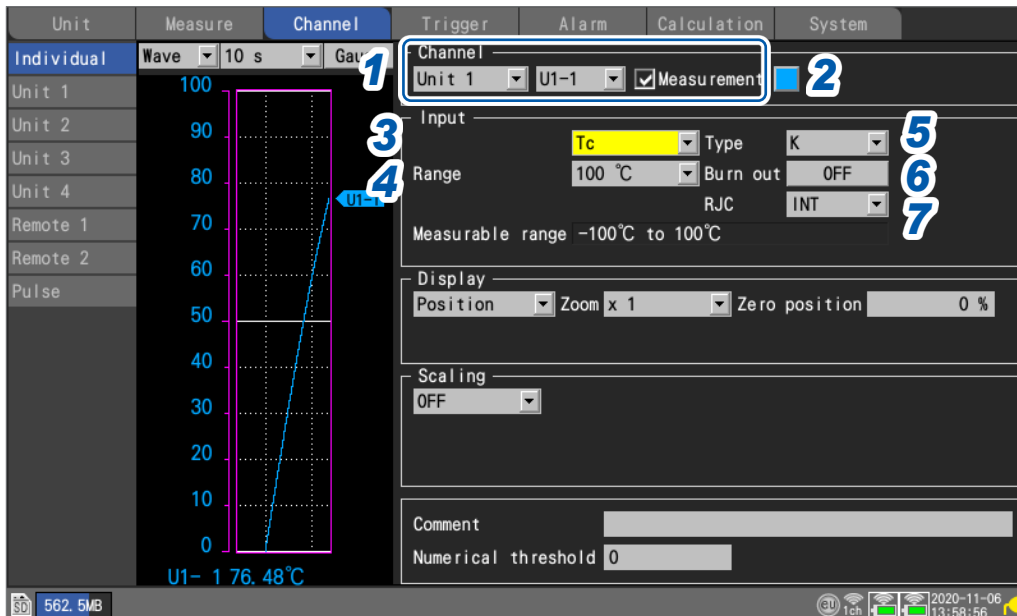 Unit Measure Channel Trigger Alarm Calculation System
Individual
Unit 1
Unit 2
Unit 3
Unit 4
Remote 1
Remote 2
Pulse
Wave 10 s
100
90
80
70
60
50
40
30
20
10
0
U1- 1 76.48℃
1
Channel
Unit 1 U1-1 Measurement 2
Input
3 Tc Type K 5
4 Range 100 ℃ Burn out OFF 6
RJC INT 7
Measurable range -100℃ to 100℃
Display
Position Zoom x 1 Zero position 0 %
Scaling
OFF
Comment
Numerical threshold 0
SD 562.5MB
EU 1ch 2020-11-06
13:58:56